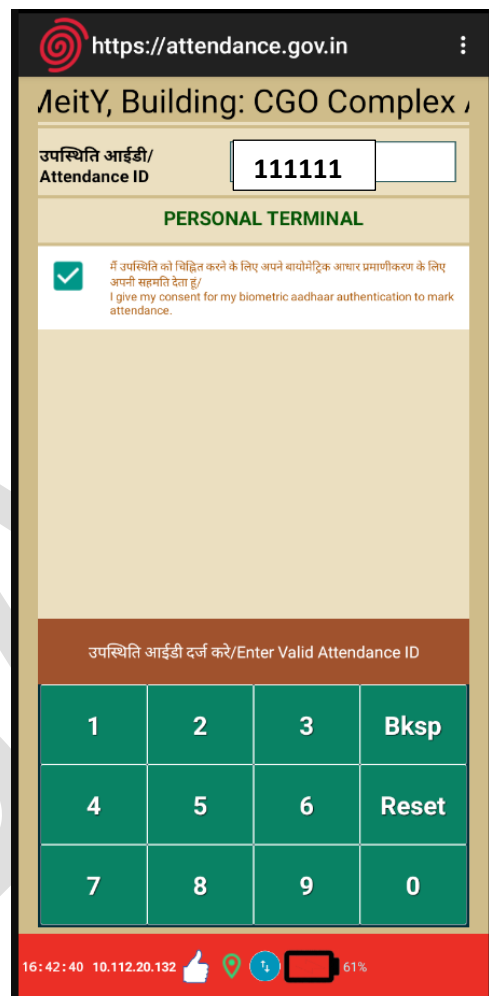 https://attendance.gov.in
MeitY, Building: CGO Complex
उपस्थिति आईडी/
Attendance ID
111111
PERSONAL TERMINAL
मैं उपस्थिति को चिह्नित करने के लिए अपने बायोमेट्रिक आधार प्रमाणीकरण के लिए
अपनी सहमति देता हूं/
I give my consent for my biometric aadhaar authentication to mark
attendance.
उपस्थिति आईडी दर्ज करे/Enter Valid Attendance ID
1 2 3 Bksp
4 5 6 Reset
7 8 9 0
16:42:40 10.112.20.132 61%